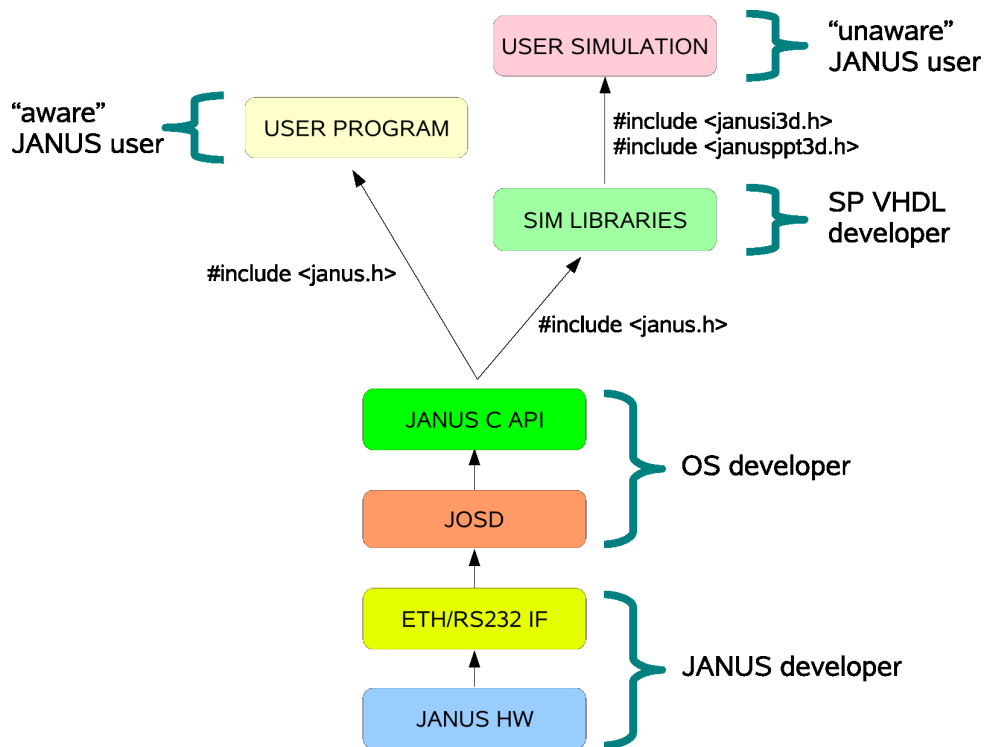 USER SIMULATION
“unaware”
JANUS user
“aware”
JANUS user
USER PROGRAM
#include <janusi3d.h>
#include <janusppt3d.h>
SIM LIBRARIES
SP VHDL
developer
#include <janus.h>
#include <janus.h>
JANUS C API
OS developer
JOSD
ETH/RS232 IF
JANUS developer
JANUS HW